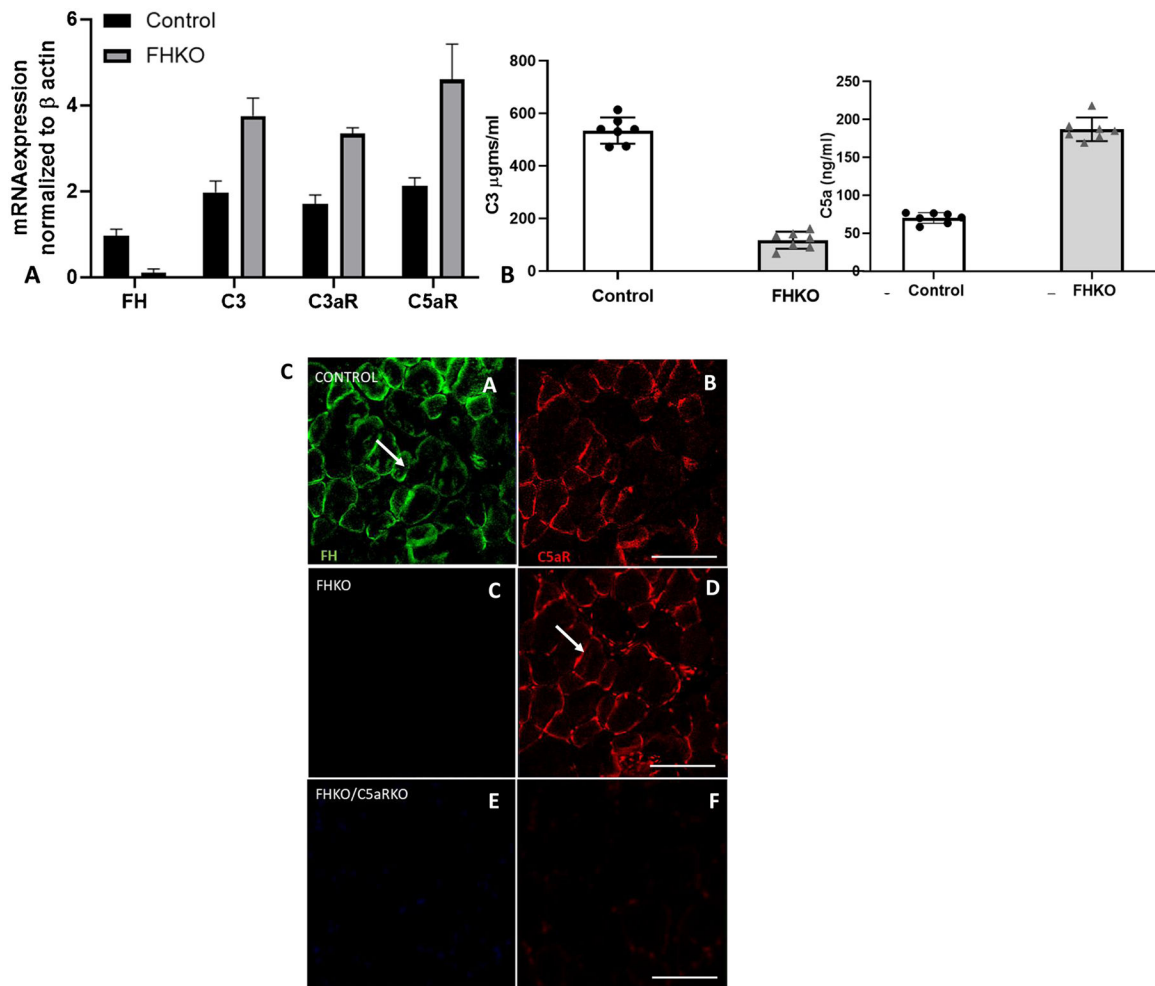 6
4
2
0
mRNAexpression
normalized to β actin
Control
FHKO
FH C3 C3aR C5aR
A
800
600
400
200
0
C3 µgms/ml
Control FHKO
B
250
200
150
100
50
0
C5a (ng/ml)
- Control - FHKO
C
CONTROL A
FH
B
C5aR
FHKO C
D
FHKO/C5aRKO E
F